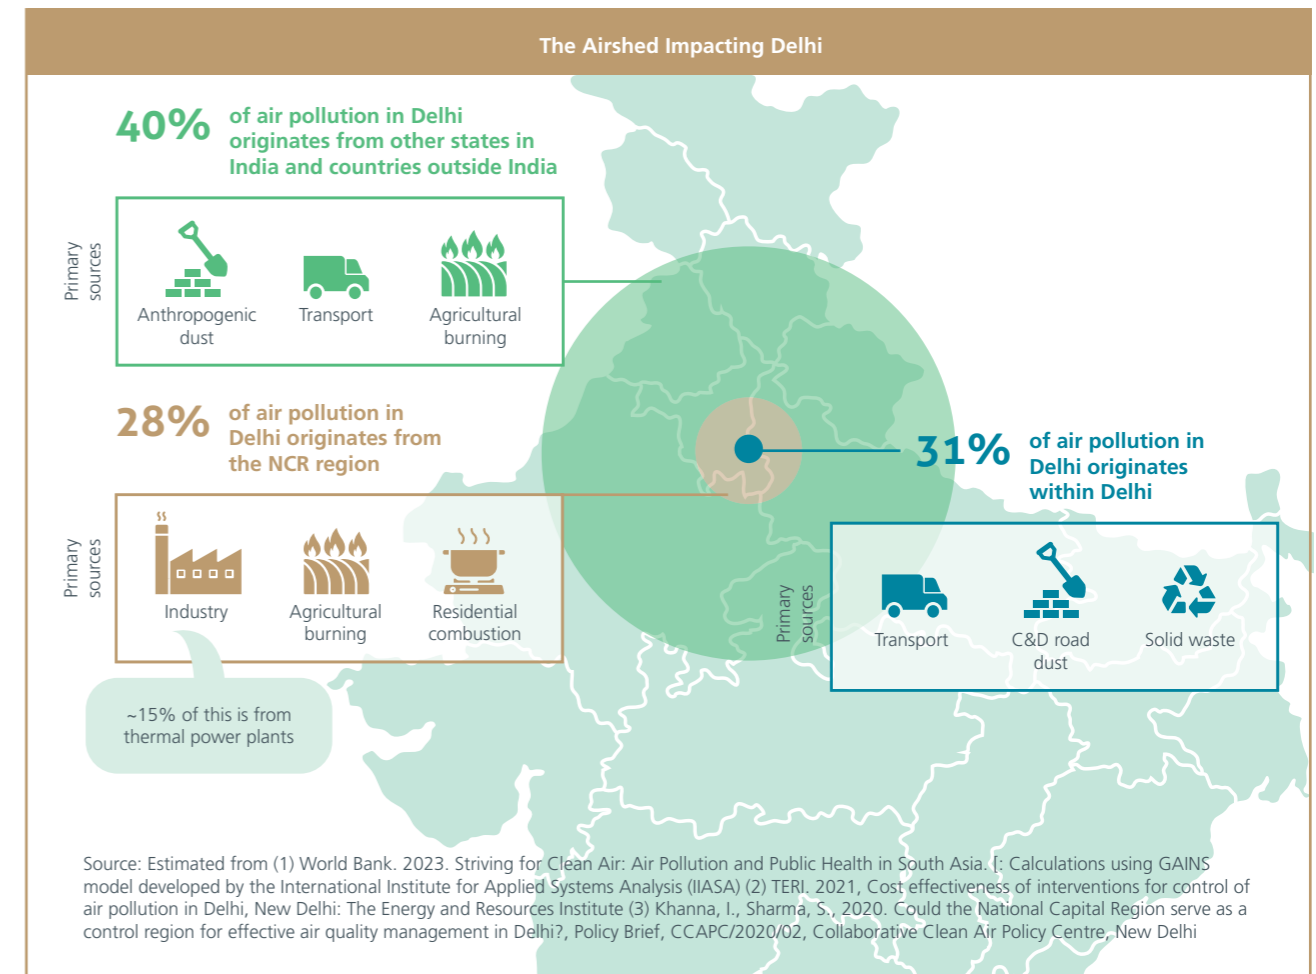 The Airshed Impacting Delhi
40%
of air pollution in Delhi
originates from other states in
India and countries outside India
Primary
sources
Anthropogenic
dust
Transport
Agricultural
burning
28%
of air pollution in
Delhi originates from
the NCR region
Primary
sources
Industry
Agricultural
burning
Residential
combustion
~15% of this is from
thermal power plants
31%
of air pollution in
Delhi originates
within Delhi
Primary
sources
Transport
C&D road
dust
Solid waste
Source: Estimated from (1) World Bank. 2023. Striving for Clean Air: Air Pollution and Public Health in South Asia. [: Calculations using GAINS
model developed by the International Institute for Applied Systems Analysis (IIASA) (2) TERI. 2021, Cost effectiveness of interventions for control of
air pollution in Delhi, New Delhi: The Energy and Resources Institute (3) Khanna, I., Sharma, S., 2020. Could the National Capital Region serve as a
control region for effective air quality management in Delhi?, Policy Brief, CCAPC/2020/02, Collaborative Clean Air Policy Centre, New Delhi